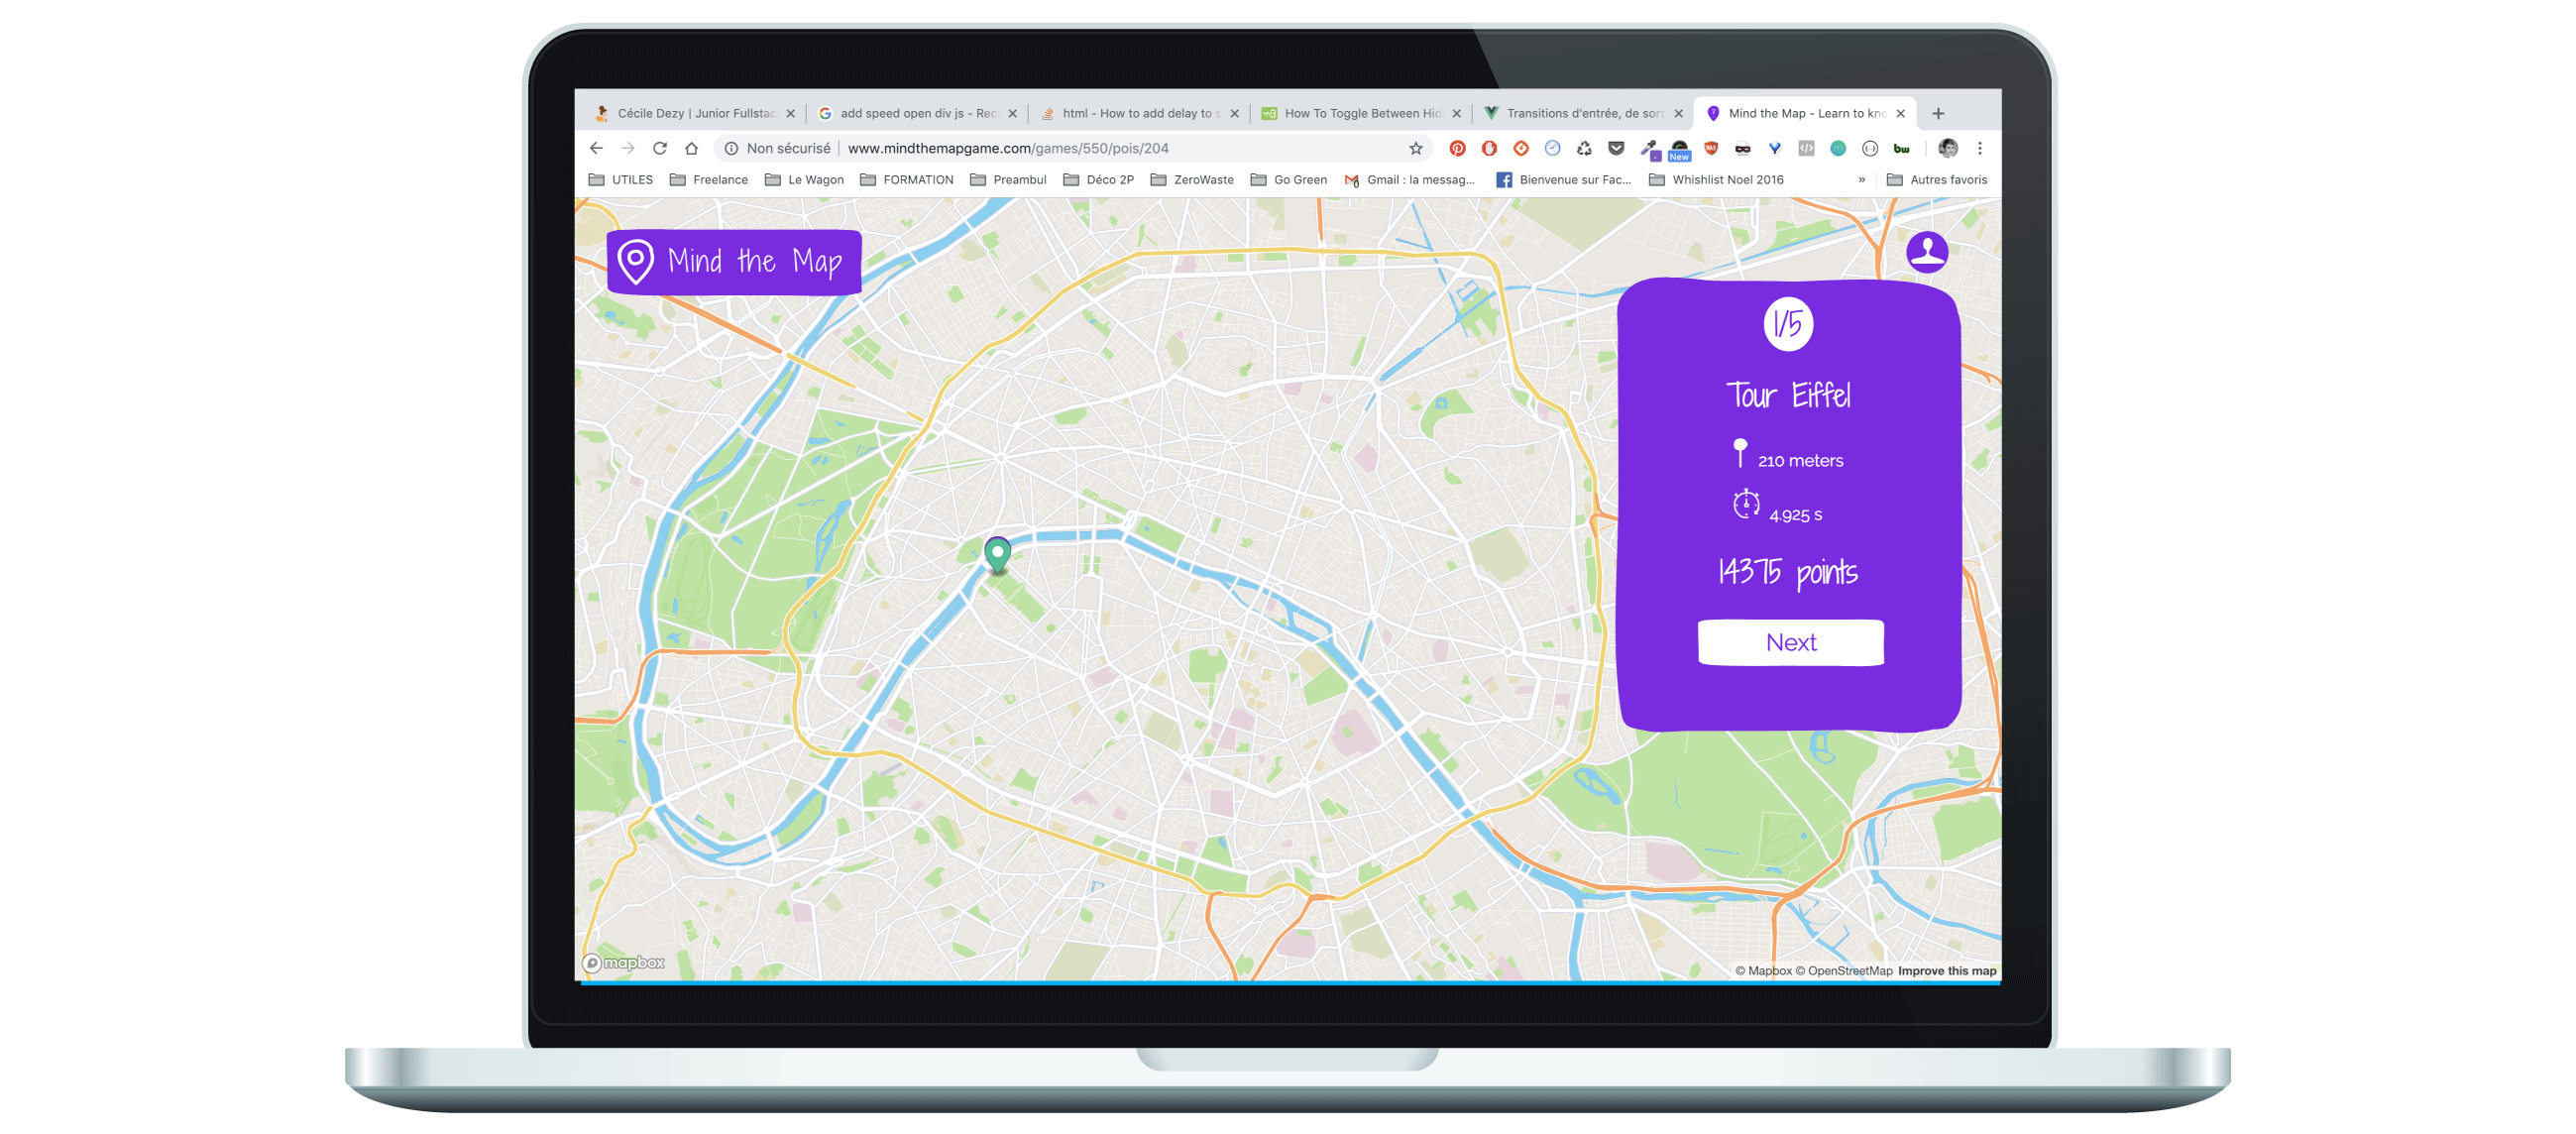 Cécile Dezy | Junior Fullstac
add speed open div js - Rec
html - How to add delay to s
How To Toggle Between Hid
Transitions d'entrée, de sort
Mind the Map - Learn to kno
Non sécurisé
www.mindthemapgame.com/games/550/pois/204
New
bw
UTILES
Freelance
Le Wagon
FORMATION
Preambul
Déco 2P
ZeroWaste
Go Green
Gmail : la messag...
Bienvenue sur Fac...
Whishlist Noel 2016
»
Autres favoris
Mind the Map
1/5
Tour Eiffel
210 meters
4.925 s
14375 points
Next
mapbox
© Mapbox © OpenStreetMap Improve this map